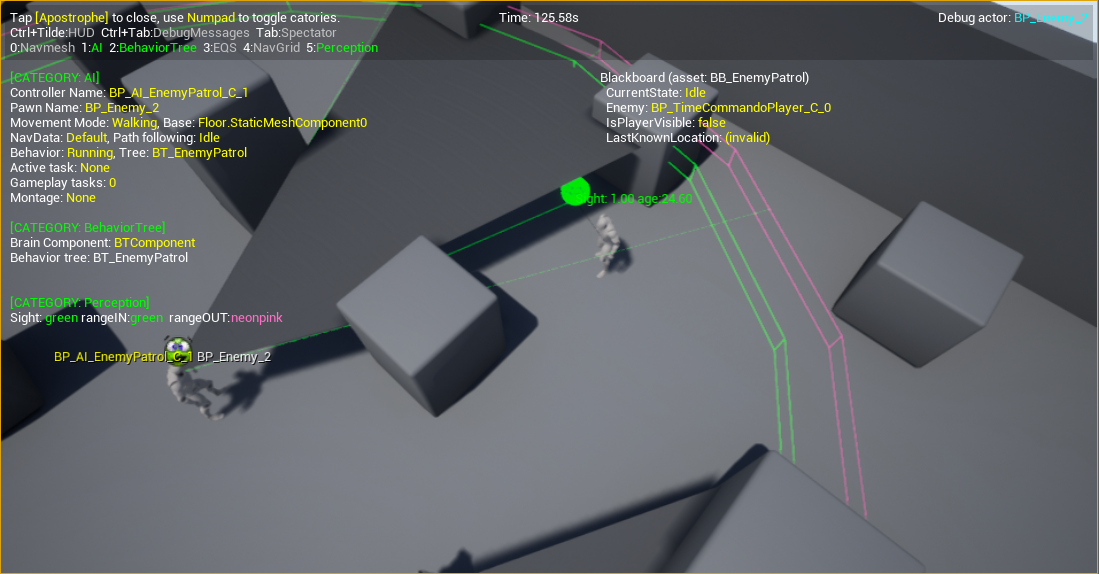 Tap [Apostrophe] to close, use Numpad to toggle catories.
Time: 125.58s
Debug actor: BP_Enemy_2
Ctrl+Tilde:HUD Ctrl+Tab:DebugMessages Tab:Spectator
0:Navmesh 1:AI 2:BehaviorTree 3:EQS 4:NavGrid 5:Perception
[CATEGORY: AI]
Controller Name: BP_AI_EnemyPatrol_C_1
Pawn Name: BP_Enemy_2
Movement Mode: Walking, Base: Floor.StaticMeshComponent0
NavData: Default, Path following: Idle
Behavior: Running, Tree: BT_EnemyPatrol
Active task: None
Gameplay tasks: 0
Montage: None
Blackboard (asset: BB_EnemyPatrol)
CurrentState: Idle
Enemy: BP_TimeCommandoPlayer_C_0
IsPlayerVisible: false
LastKnownLocation: (invalid)
[CATEGORY: BehaviorTree]
Brain Component: BTComponent
Behavior tree: BT_EnemyPatrol
[CATEGORY: Perception]
Sight: green rangeIN:green rangeOUT:neonpink
Sight: 1.00 age:24.60
BP_AI_EnemyPatrol_C_1 BP_Enemy_2